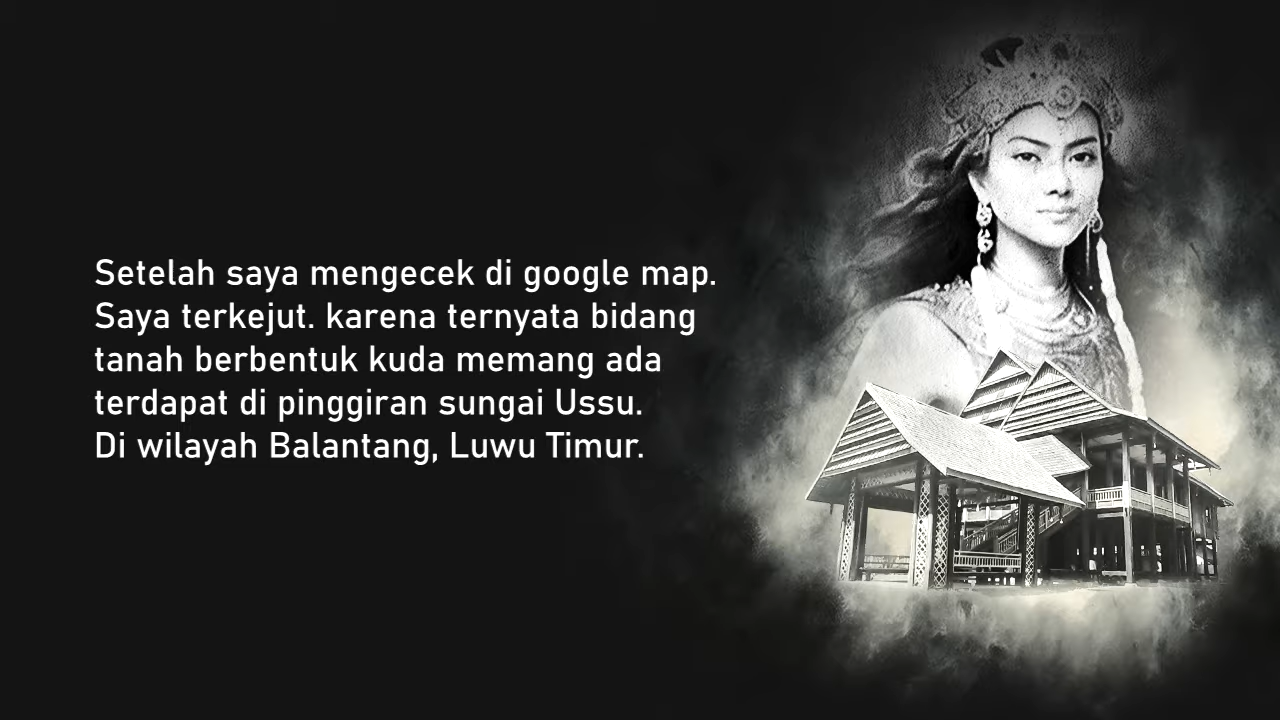 Setelah saya mengecek di google map.
Saya terkejut. karena ternyata bidang
tanah berbentuk kuda memang ada
terdapat di pinggiran sungai Ussu.
Di wilayah Balantang, Luwu Timur.